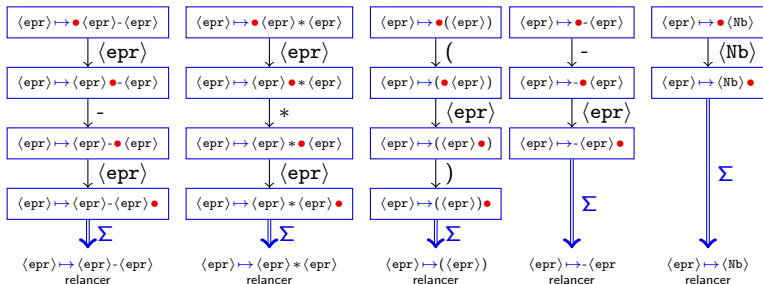 ⟨epr⟩↦●⟨epr⟩-⟨epr⟩ ⟨epr⟩↦●⟨epr⟩*⟨epr⟩ ⟨epr⟩↦●(⟨epr⟩) ⟨epr⟩↦●-⟨epr⟩ ⟨epr⟩↦●⟨Nb⟩
⟨epr⟩ ⟨epr⟩ ( - ⟨Nb⟩
⟨epr⟩↦⟨epr⟩●-⟨epr⟩ ⟨epr⟩↦⟨epr⟩●*⟨epr⟩ ⟨epr⟩↦(●⟨epr⟩) ⟨epr⟩↦-●⟨epr⟩ ⟨epr⟩↦⟨Nb⟩●
- * ⟨epr⟩ ⟨epr⟩
⟨epr⟩↦⟨epr⟩-●⟨epr⟩ ⟨epr⟩↦⟨epr⟩*●⟨epr⟩ ⟨epr⟩↦(⟨epr⟩●) ⟨epr⟩↦-⟨epr⟩●
⟨epr⟩ ⟨epr⟩ ) Σ Σ
⟨epr⟩↦⟨epr⟩-⟨epr⟩● ⟨epr⟩↦⟨epr⟩*⟨epr⟩● ⟨epr⟩↦(⟨epr⟩)●
Σ Σ Σ
⟨epr⟩↦⟨epr⟩-⟨epr⟩ ⟨epr⟩↦⟨epr⟩*⟨epr⟩ ⟨epr⟩↦(⟨epr⟩) ⟨epr⟩↦-⟨epr ⟨epr⟩↦⟨Nb⟩
relancer relancer relancer relancer relancer